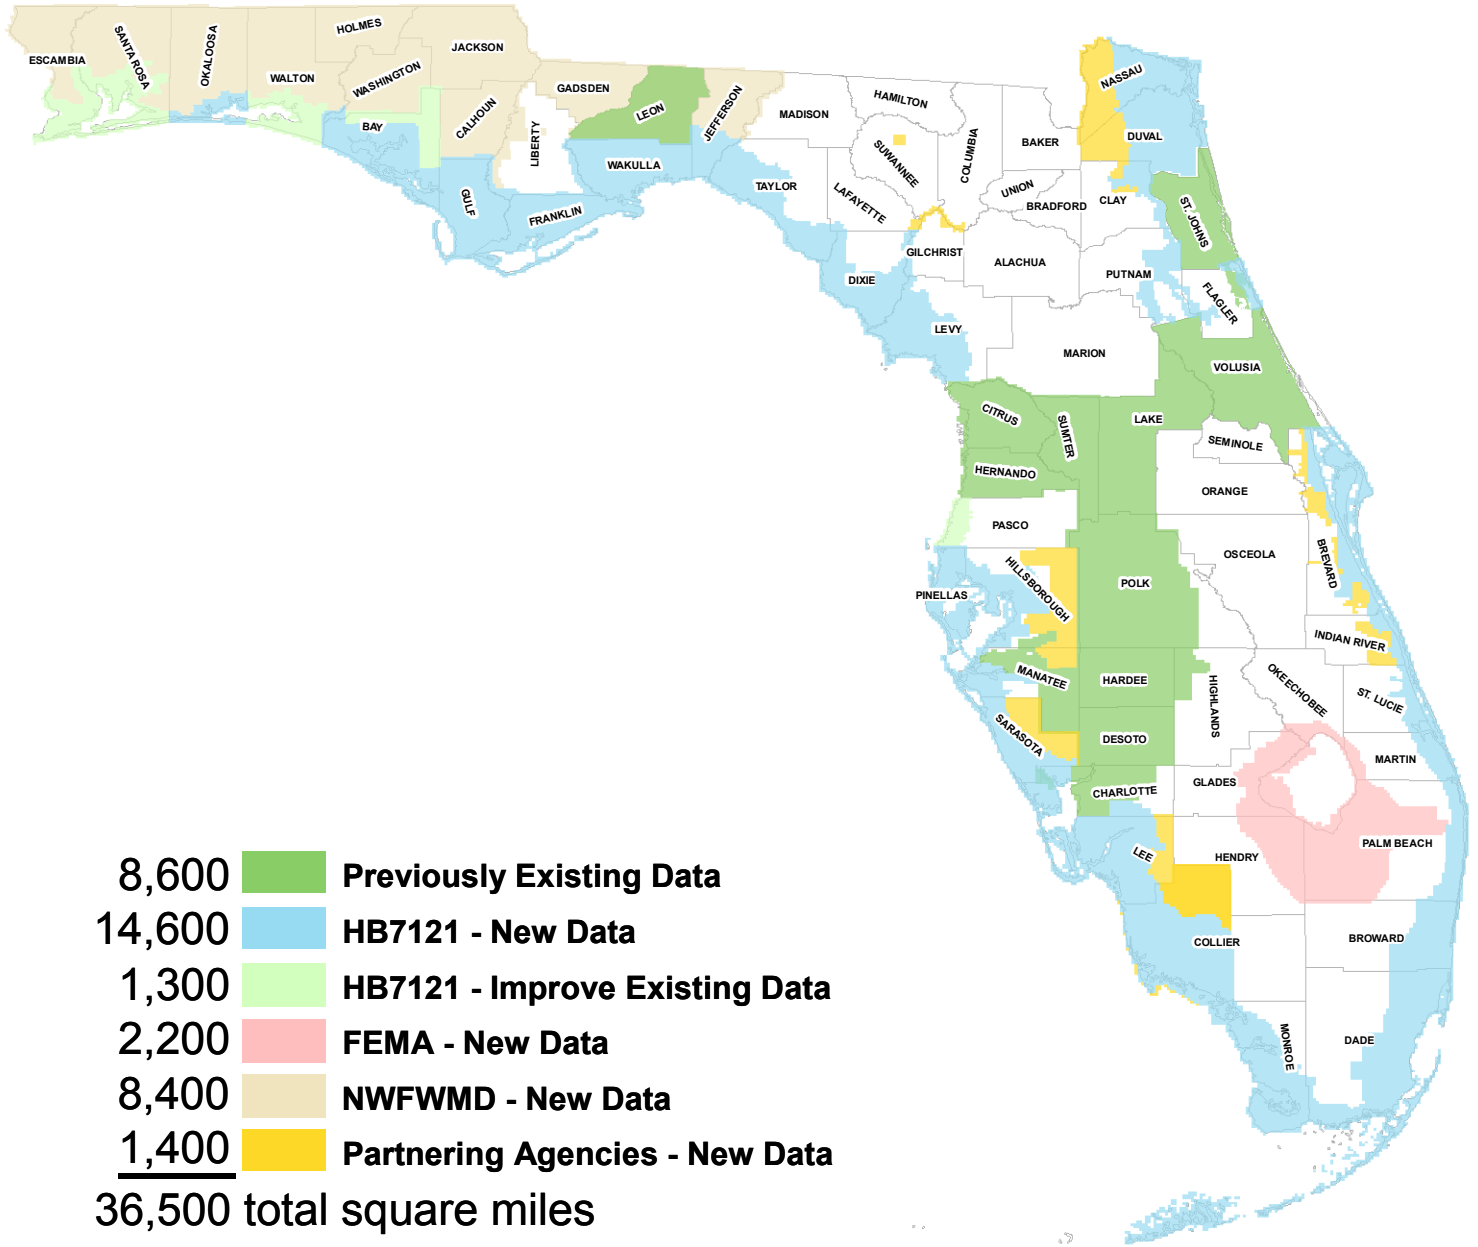 ESCAMBIA
SANTA ROSA
OKALOOSA
HOLMES
WALTON
WASHINGTON
JACKSON
BAY
CALHOUN
GADSDEN
LIBERTY
LEON
JEFFERSON
GULF
FRANKLIN
WAKULLA
MADISON
TAYLOR
HAMILTON
SUWANNEE
LAFAYETTE
COLUMBIA
BAKER
NASSAU
DUVAL
UNION
BRADFORD
CLAY
ST. JOHNS
GILCHRIST
ALACHUA
PUTNAM
DIXIE
FLAGLER
LEVY
MARION
VOLUSIA
CITRUS
SUMTER
LAKE
SEMINOLE
HERNANDO
ORANGE
PASCO
OSCEOLA
BREVARD
HILLSBOROUGH
POLK
PINELLAS
INDIAN RIVER
MANATEE
HARDEE
HIGHLANDS
OKEECHOBEE
ST. LUCIE
SARASOTA
DESOTO
MARTIN
GLADES
CHARLOTTE
LEE
HENDRY
PALM BEACH
COLLIER
BROWARD
MONROE
DADE
8,600 Previously Existing Data
14,600 HB7121 - New Data
1,300 HB7121 - Improve Existing Data
2,200 FEMA - New Data
8,400 NWFWMD - New Data
1,400 Partnering Agencies - New Data
36,500 total square miles